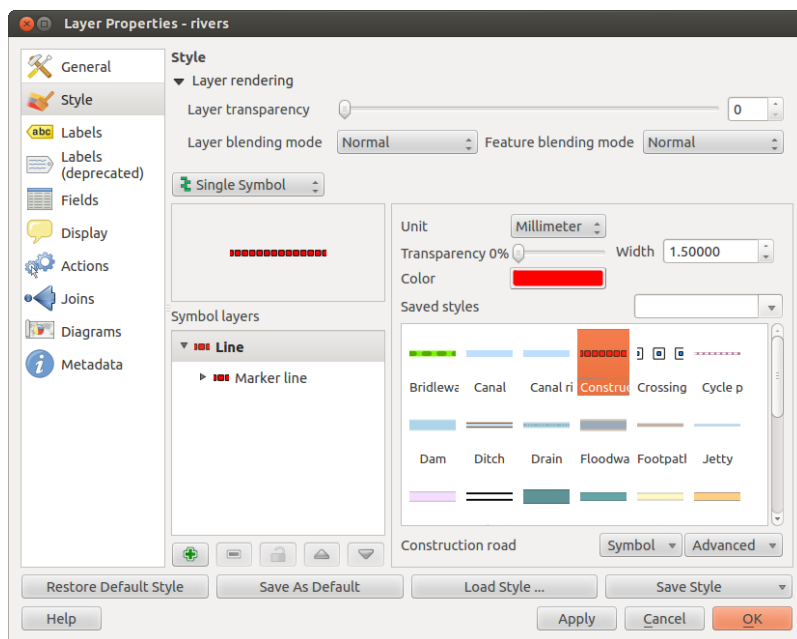 Layer Properties - rivers
General
Style
Labels
Labels
(deprecated)
Fields
Display
Actions
Joins
Diagrams
Metadata
Style
Layer rendering
Layer transparency 0
Layer blending mode Normal Feature blending mode Normal
Single Symbol
Unit Millimeter
Transparency 0% Width 1.50000
Color
Saved styles
Symbol layers
Line
Marker line
Bridlewa Canal Canal ri Construc Crossing Cycle p
Dam Ditch Drain Floodwa Footpatl Jetty
Construction road Symbol Advanced
Restore Default Style Save As Default Load Style ... Save Style
Help Apply Cancel OK